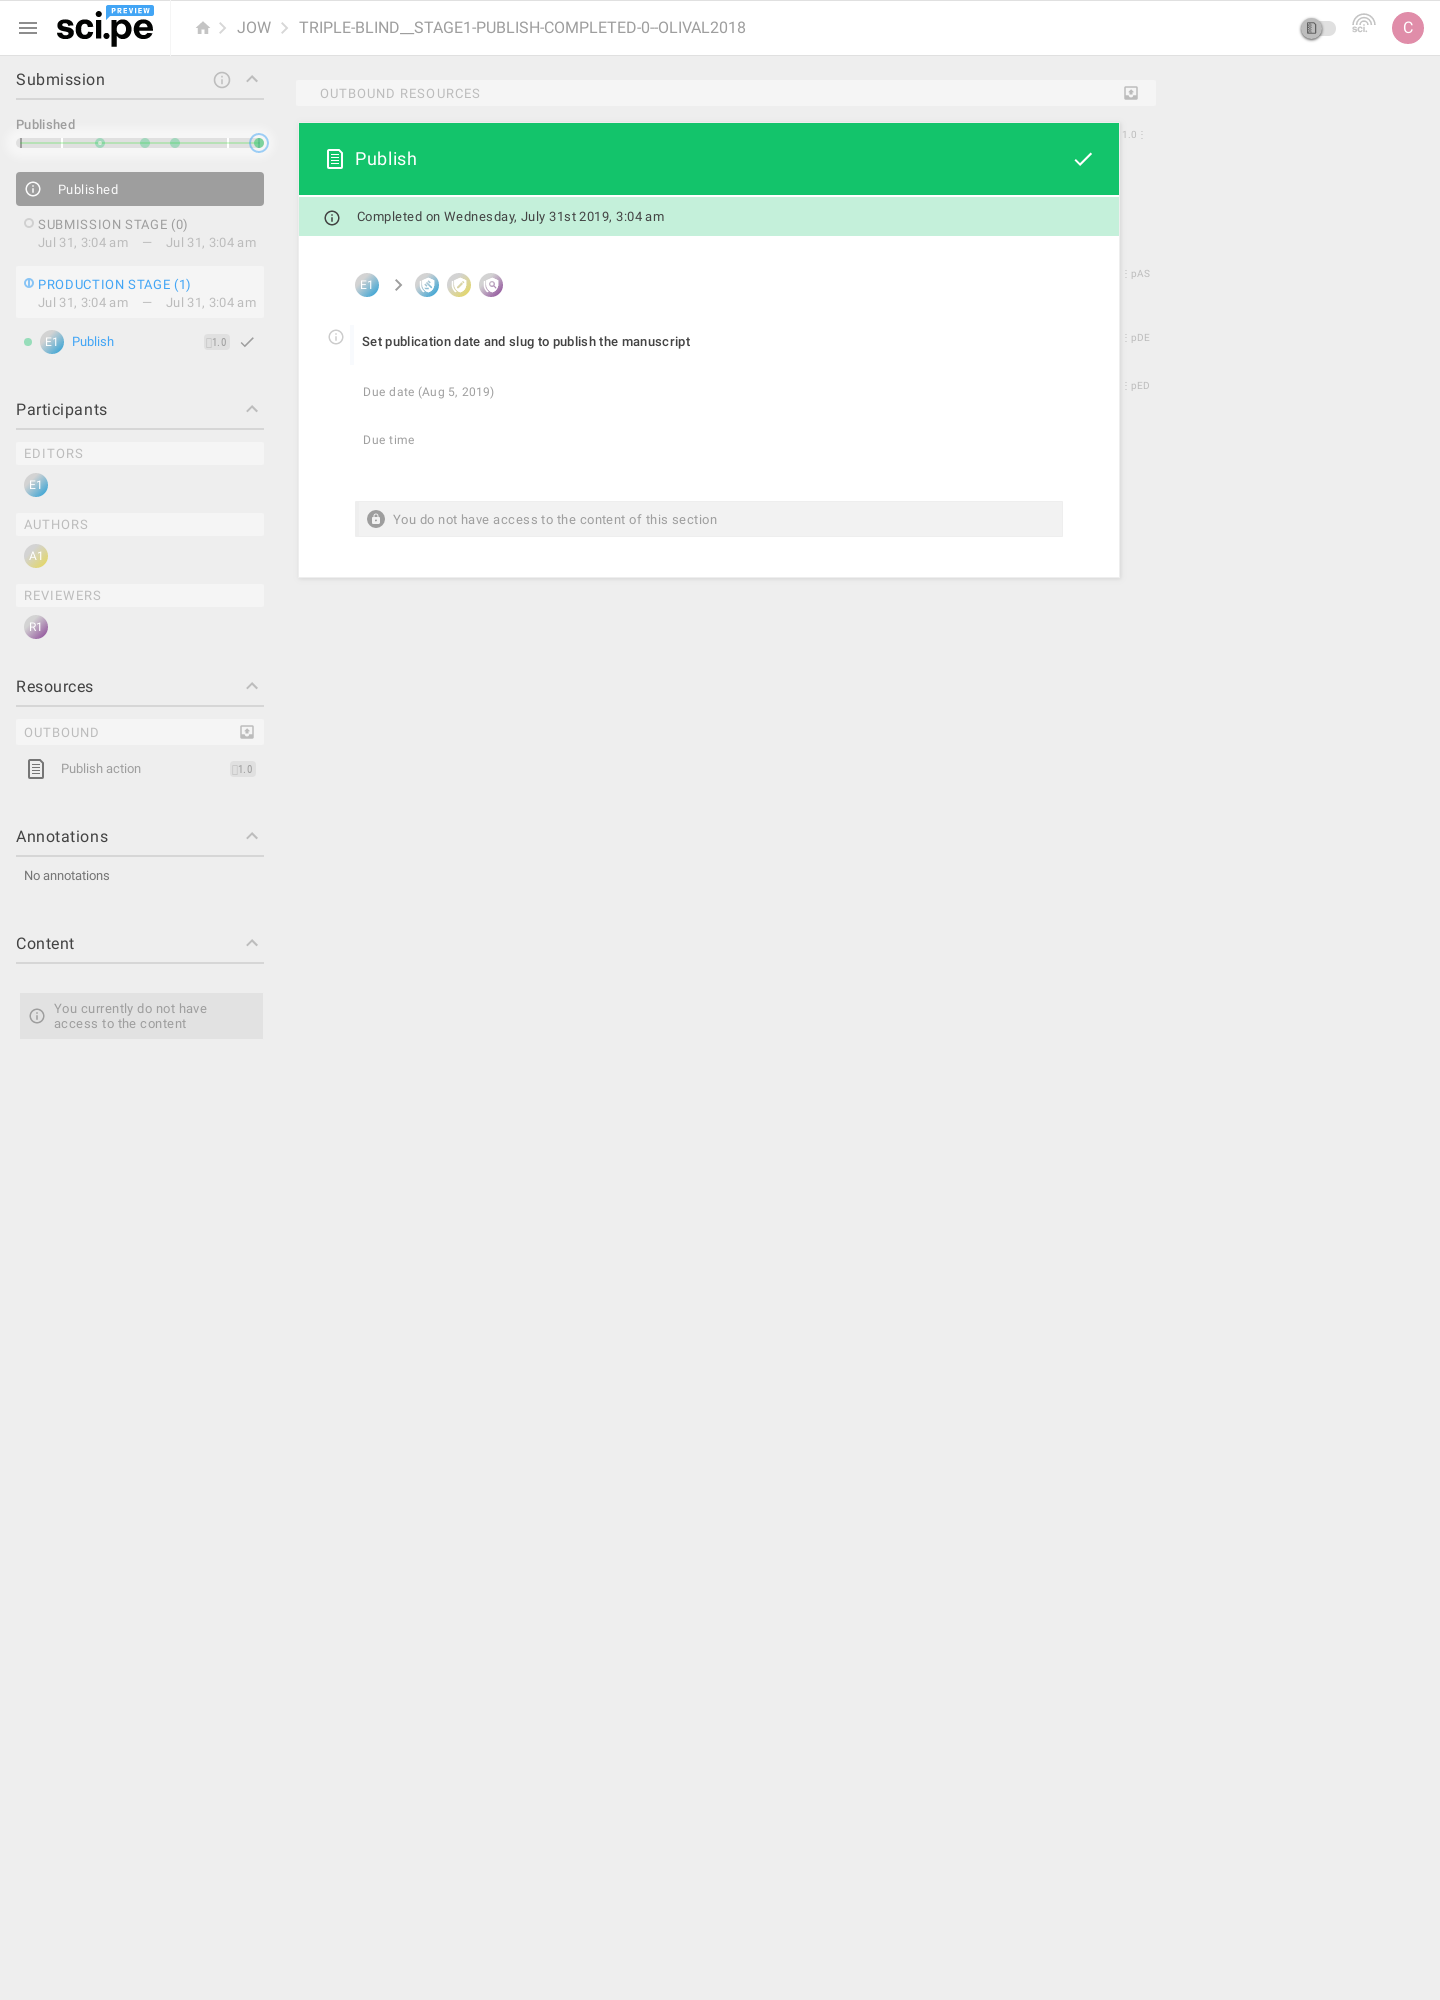 PREVIEW
sci.pe
JOW
TRIPLE-BLIND__STAGE1-PUBLISH-COMPLETED-0--OLIVAL2018
sci.
C
Submission
Published
Published
SUBMISSION STAGE (0)
Jul 31, 3:04 am — Jul 31, 3:04 am
PRODUCTION STAGE (1)
Jul 31, 3:04 am — Jul 31, 3:04 am
E1 Publish 1.0
Participants
EDITORS
E1
AUTHORS
A1
REVIEWERS
R1
Resources
OUTBOUND
Publish action 1.0
Annotations
No annotations
Content
You currently do not have
access to the content
OUTBOUND RESOURCES
Publish
1.0
Completed on Wednesday, July 31st 2019, 3:04 am
E1
pAS
Set publication date and slug to publish the manuscript
pDE
Due date (Aug 5, 2019)
pED
Due time
You do not have access to the content of this section